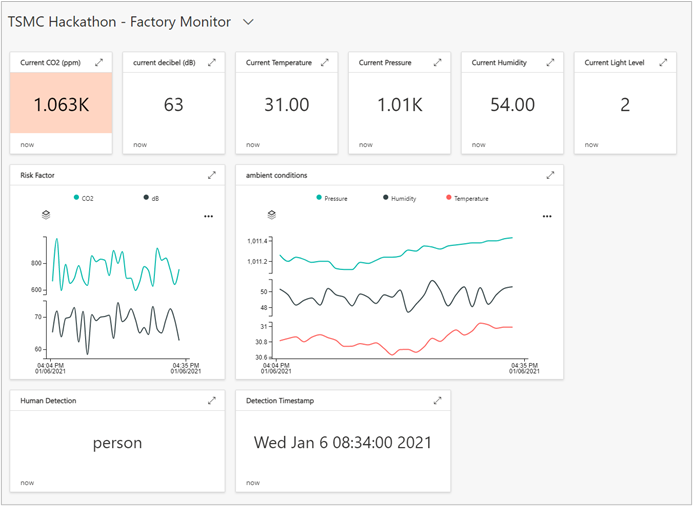 TSMC Hackathon - Factory Monitor
Current CO2 (ppm)
1.063K
now
current decibel (dB)
63
now
Current Temperature
31.00
now
Current Pressure
1.01K
now
Current Humidity
54.00
now
Current Light Level
2
now
Risk Factor
CO2 dB
800
600
70
60
04:04 PM 04:35 PM
01/06/2021 01/06/2021
ambient conditions
Pressure Humidity Temperature
1,011.4
1,011.2
50
48
31
30.8
30.6
04:04 PM 04:35 PM
01/06/2021 01/06/2021
Human Detection
person
now
Detection Timestamp
Wed Jan 6 08:34:00 2021
now